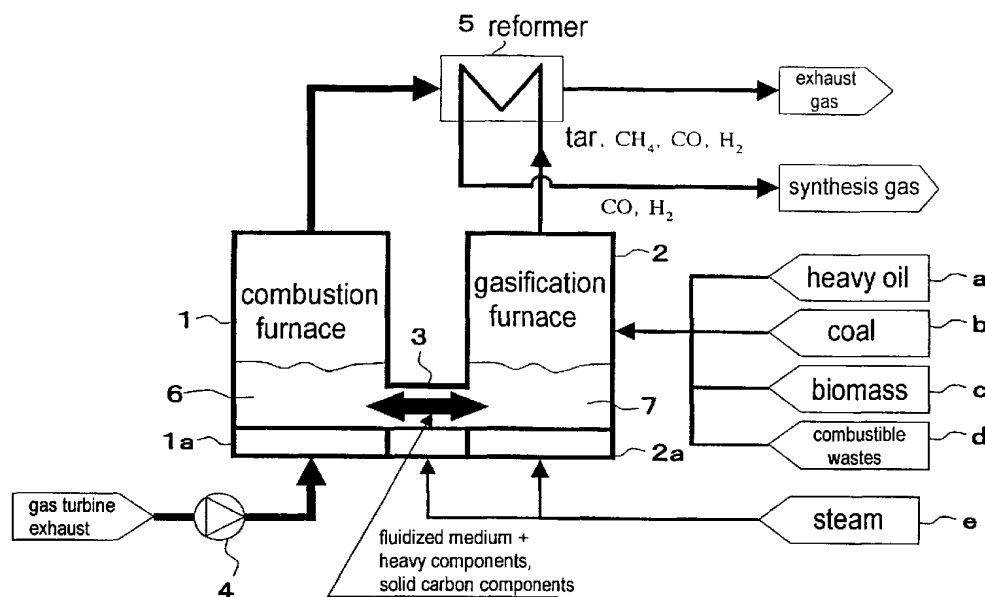 5 reformer
exhaust
gas
tar, CH₄, CO, H₂
synthesis gas
CO, H₂
2
combustion
furnace
gasification
furnace
heavy oil
a
1
3
coal
b
6
7
biomass
c
1a
2a
combustible
wastes
d
gas turbine
exhaust
4
fluidized medium +
heavy components,
solid carbon components
steam
e